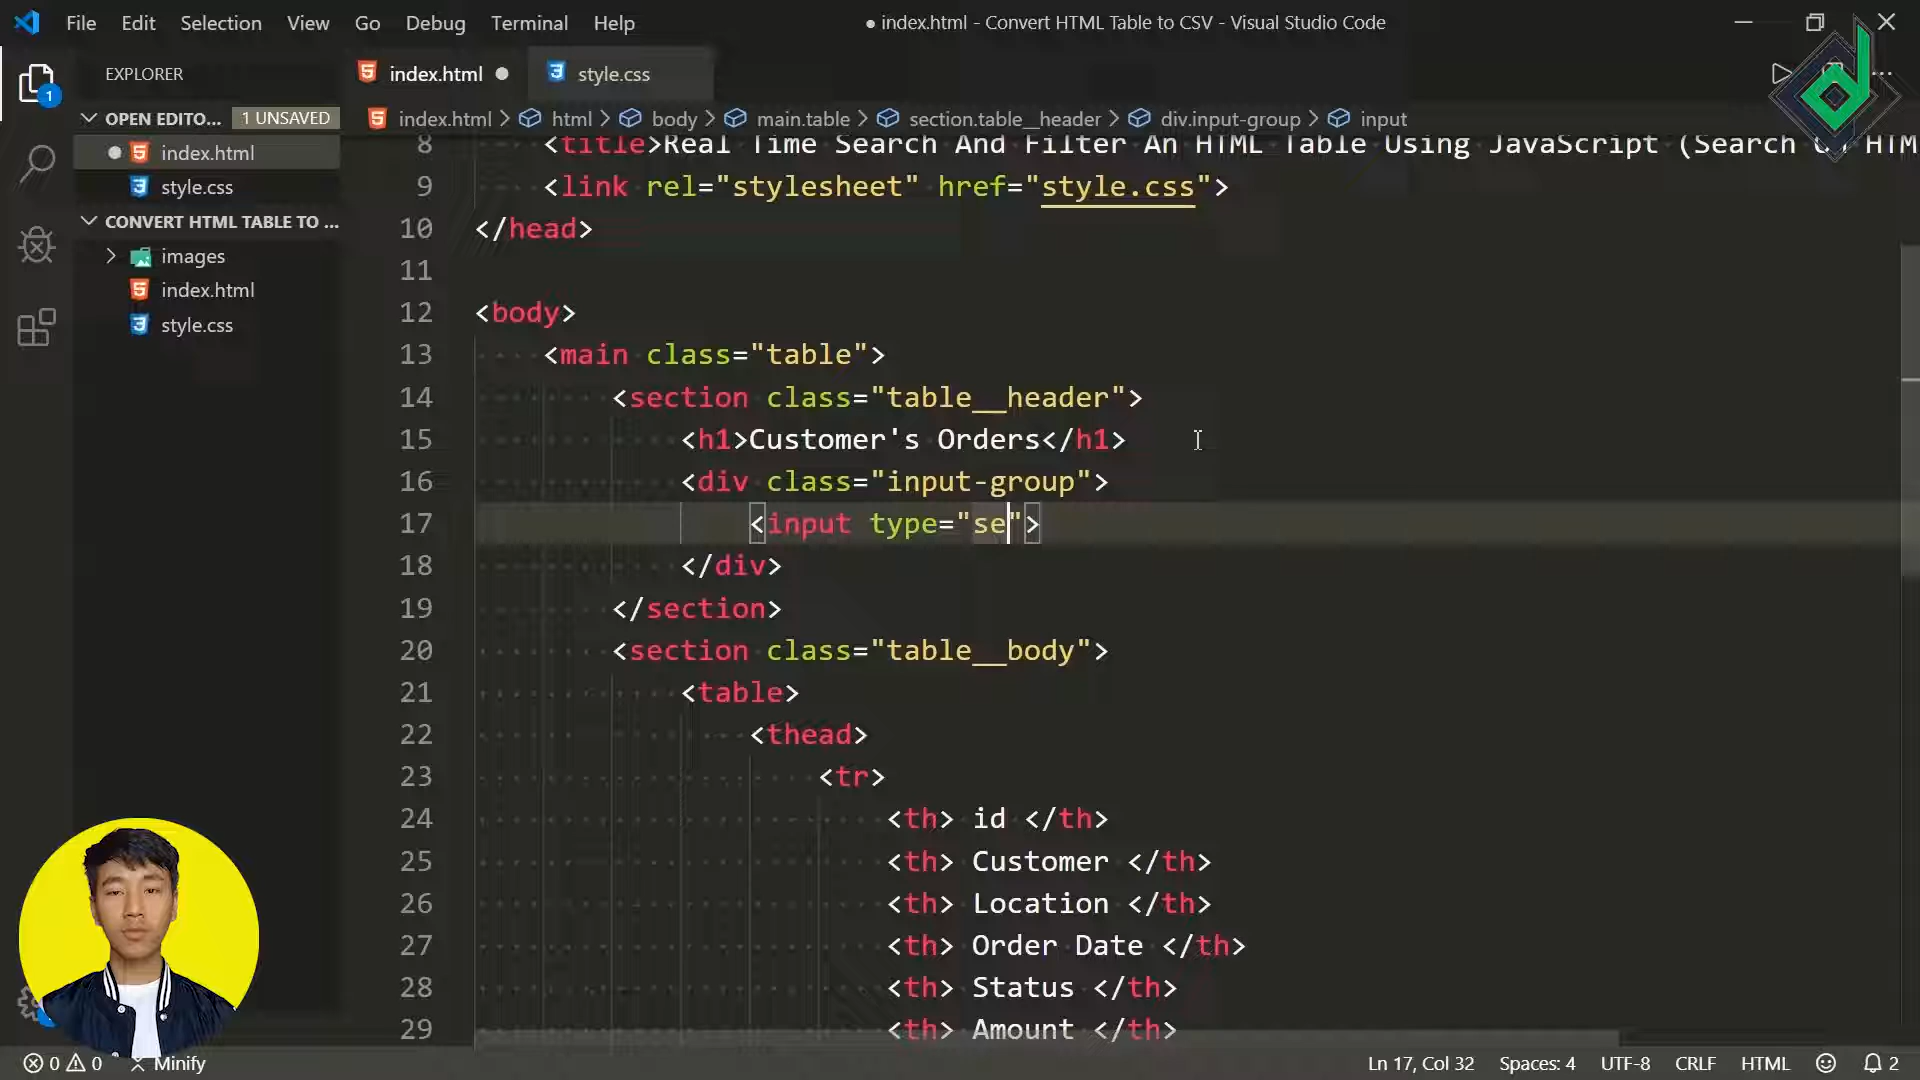 File Edit Selection View Go Debug Terminal Help
● index.html - Convert HTML Table to CSV - Visual Studio Code
EXPLORER
index.html ●
style.css
OPEN EDITO... 1 UNSAVED
index.html > html > body > main.table > section.table__header > div.input-group > input
1
index.html
style.css
CONVERT HTML TABLE TO ...
images
index.html
style.css
8 <title>Real Time Search And Filter An HTML Table Using JavaScript (Search
9 <link rel="stylesheet" href="style.css">
10 </head>
11
12 <body>
13 <main class="table">
14 <section class="table__header">
15 <h1>Customer's Orders</h1>
16 <div class="input-group">
17 <input type="se">
18 </div>
19 </section>
20 <section class="table__body">
21 <table>
22 <thead>
23 <tr>
24 <th> id </th>
25 <th> Customer </th>
26 <th> Location </th>
27 <th> Order Date </th>
28 <th> Status </th>
29 <th> Amount </th>
0 0 Minify
Ln 17, Col 32 Spaces: 4 UTF-8 CRLF HTML 2